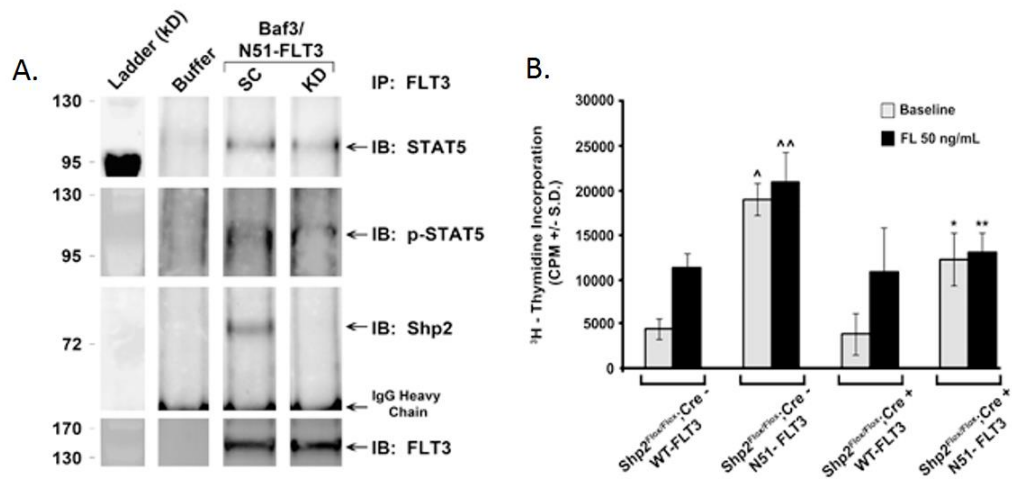 A.
Ladder (kD)
Buffer
Baf3/
N51-FLT3
SC
KD
IP: FLT3
130
95
IB: STAT5
130
95
IB: p-STAT5
72
IB: Shp2
IgG Heavy
Chain
170
130
IB: FLT3
B.
³H - Thymidine Incorporation
(CPM +/- S.D.)
30000
25000
20000
15000
10000
5000
0
Baseline
FL 50 ng/mL
^
^^
*
**
Shp2Flox/Flox;Cre -
WT-FLT3
Shp2Flox/Flox;Cre -
N51- FLT3
Shp2Flox/Flox;Cre +
WT-FLT3
Shp2Flox/Flox;Cre +
N51- FLT3